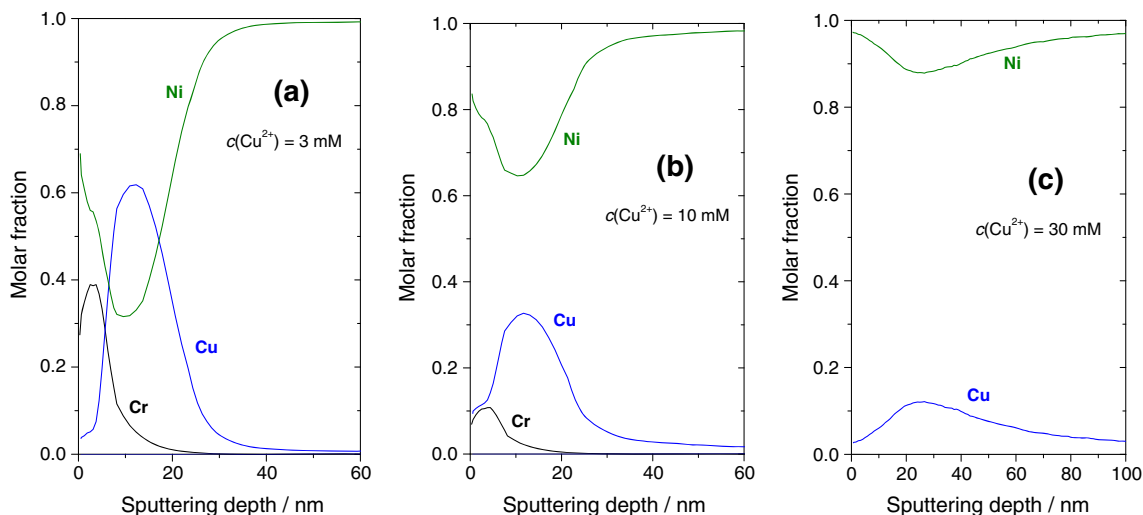 1.0
0.8
0.6
0.4
0.2
0.0
0
20
40
60
Molar fraction
Sputtering depth / nm
Ni
(a)
c(Cu²⁺) = 3 mM
Cu
Cr
1.0
0.8
0.6
0.4
0.2
0.0
0
20
40
60
Molar fraction
Sputtering depth / nm
Ni
(b)
c(Cu²⁺) = 10 mM
Cu
Cr
1.0
0.8
0.6
0.4
0.2
0.0
0
20
40
60
80
100
Molar fraction
Sputtering depth / nm
Ni
(c)
c(Cu²⁺) = 30 mM
Cu